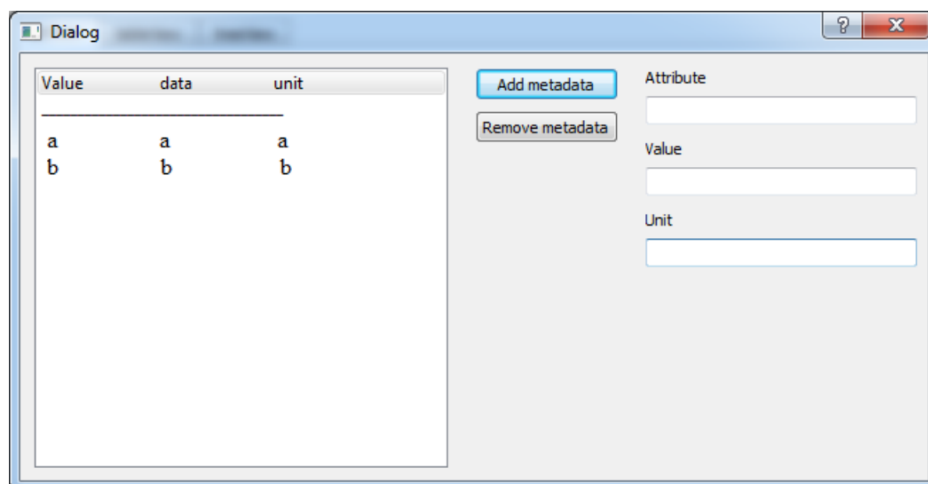 Dialog
Value data unit
a a a
b b b
Add metadata
Remove metadata
Attribute
Value
Unit